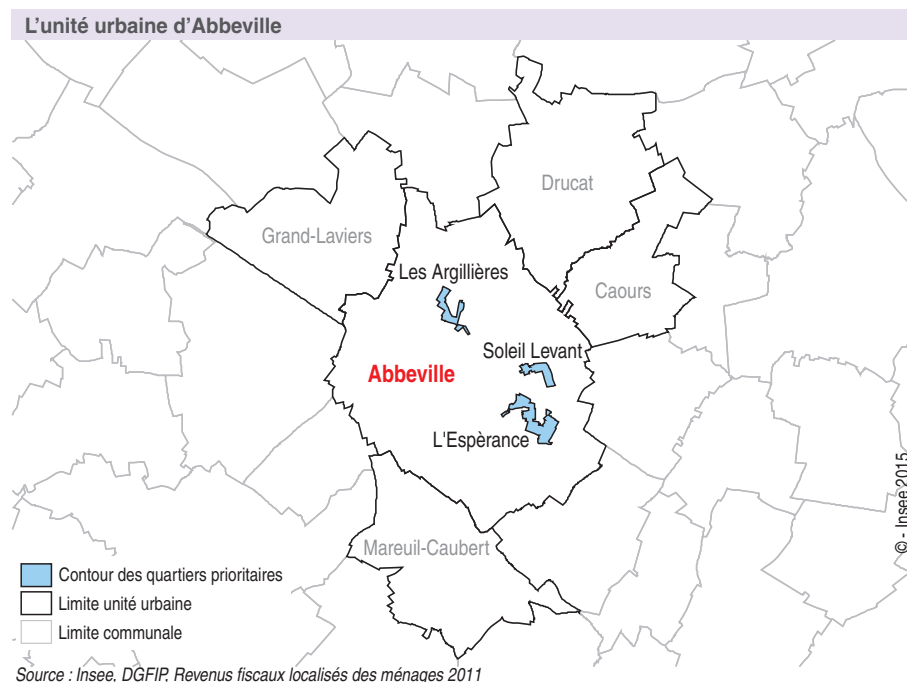 L'unité urbaine d'Abbeville
Drucat
Grand-Laviers
Les Argillières
Caours
Soleil Levant
Abbeville
L'Espèrance
Mareuil-Caubert
© - Insee 2015
Contour des quartiers prioritaires
Limite unité urbaine
Limite communale
Source : Insee, DGFIP, Revenus fiscaux localisés des ménages 2011